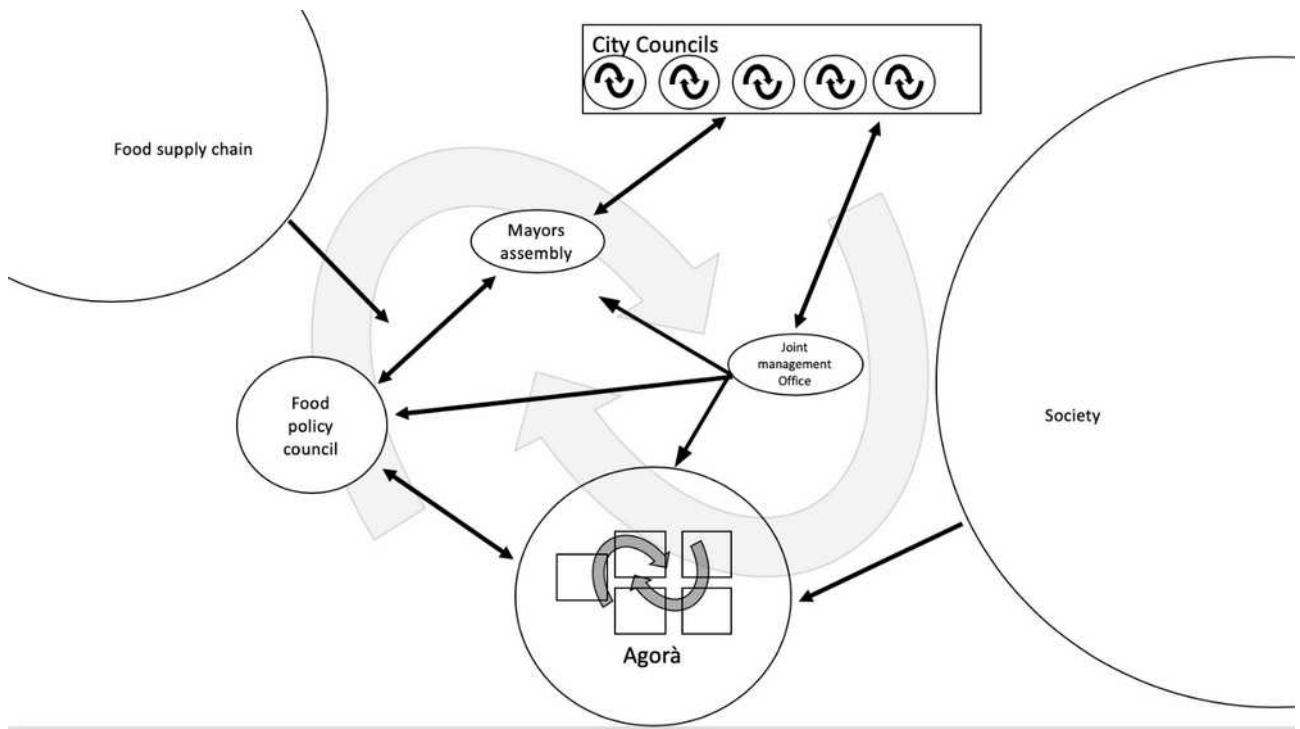 City Councils
Food supply chain
Mayors
assembly
Joint
management
Office
Food
policy
council
Society
Agorà